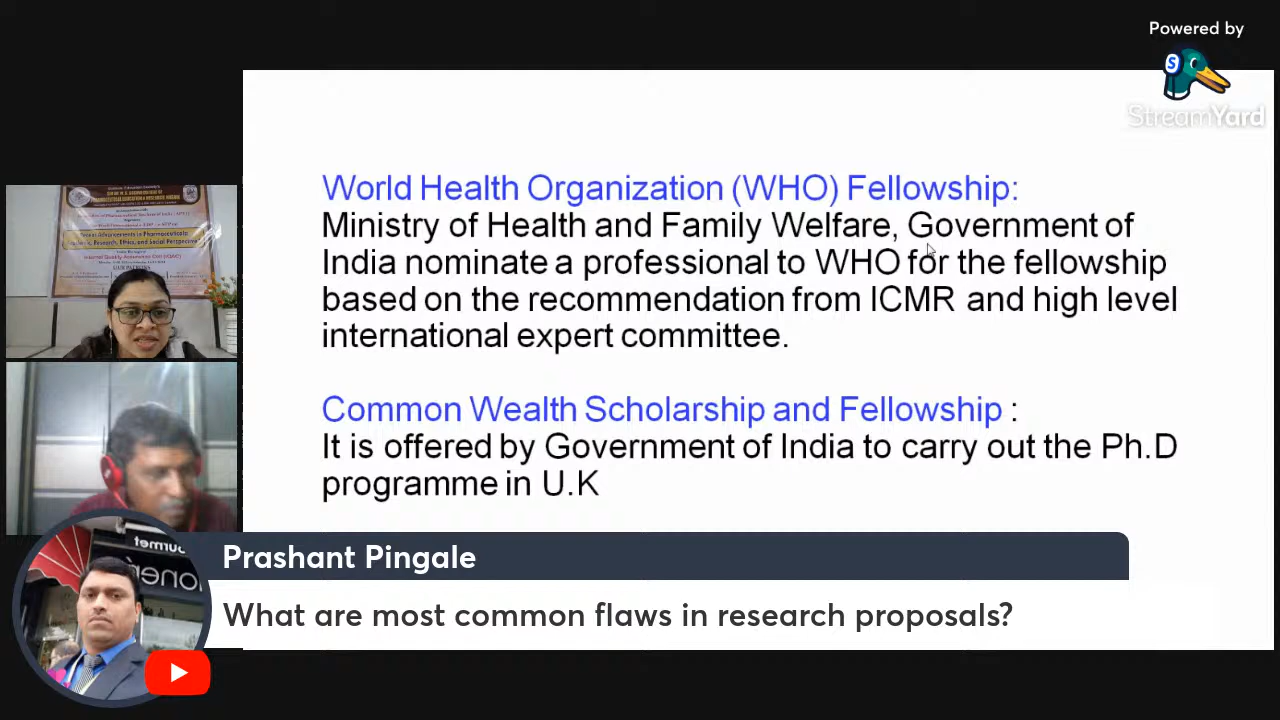 Powered by
S
StreamYard
World Health Organization (WHO) Fellowship:
Ministry of Health and Family Welfare, Government of
India nominate a professional to WHO for the fellowship
based on the recommendation from ICMR and high level
international expert committee.
Common Wealth Scholarship and Fellowship :
It is offered by Government of India to carry out the Ph.D
programme in U.K
Prashant Pingale
What are most common flaws in research proposals?